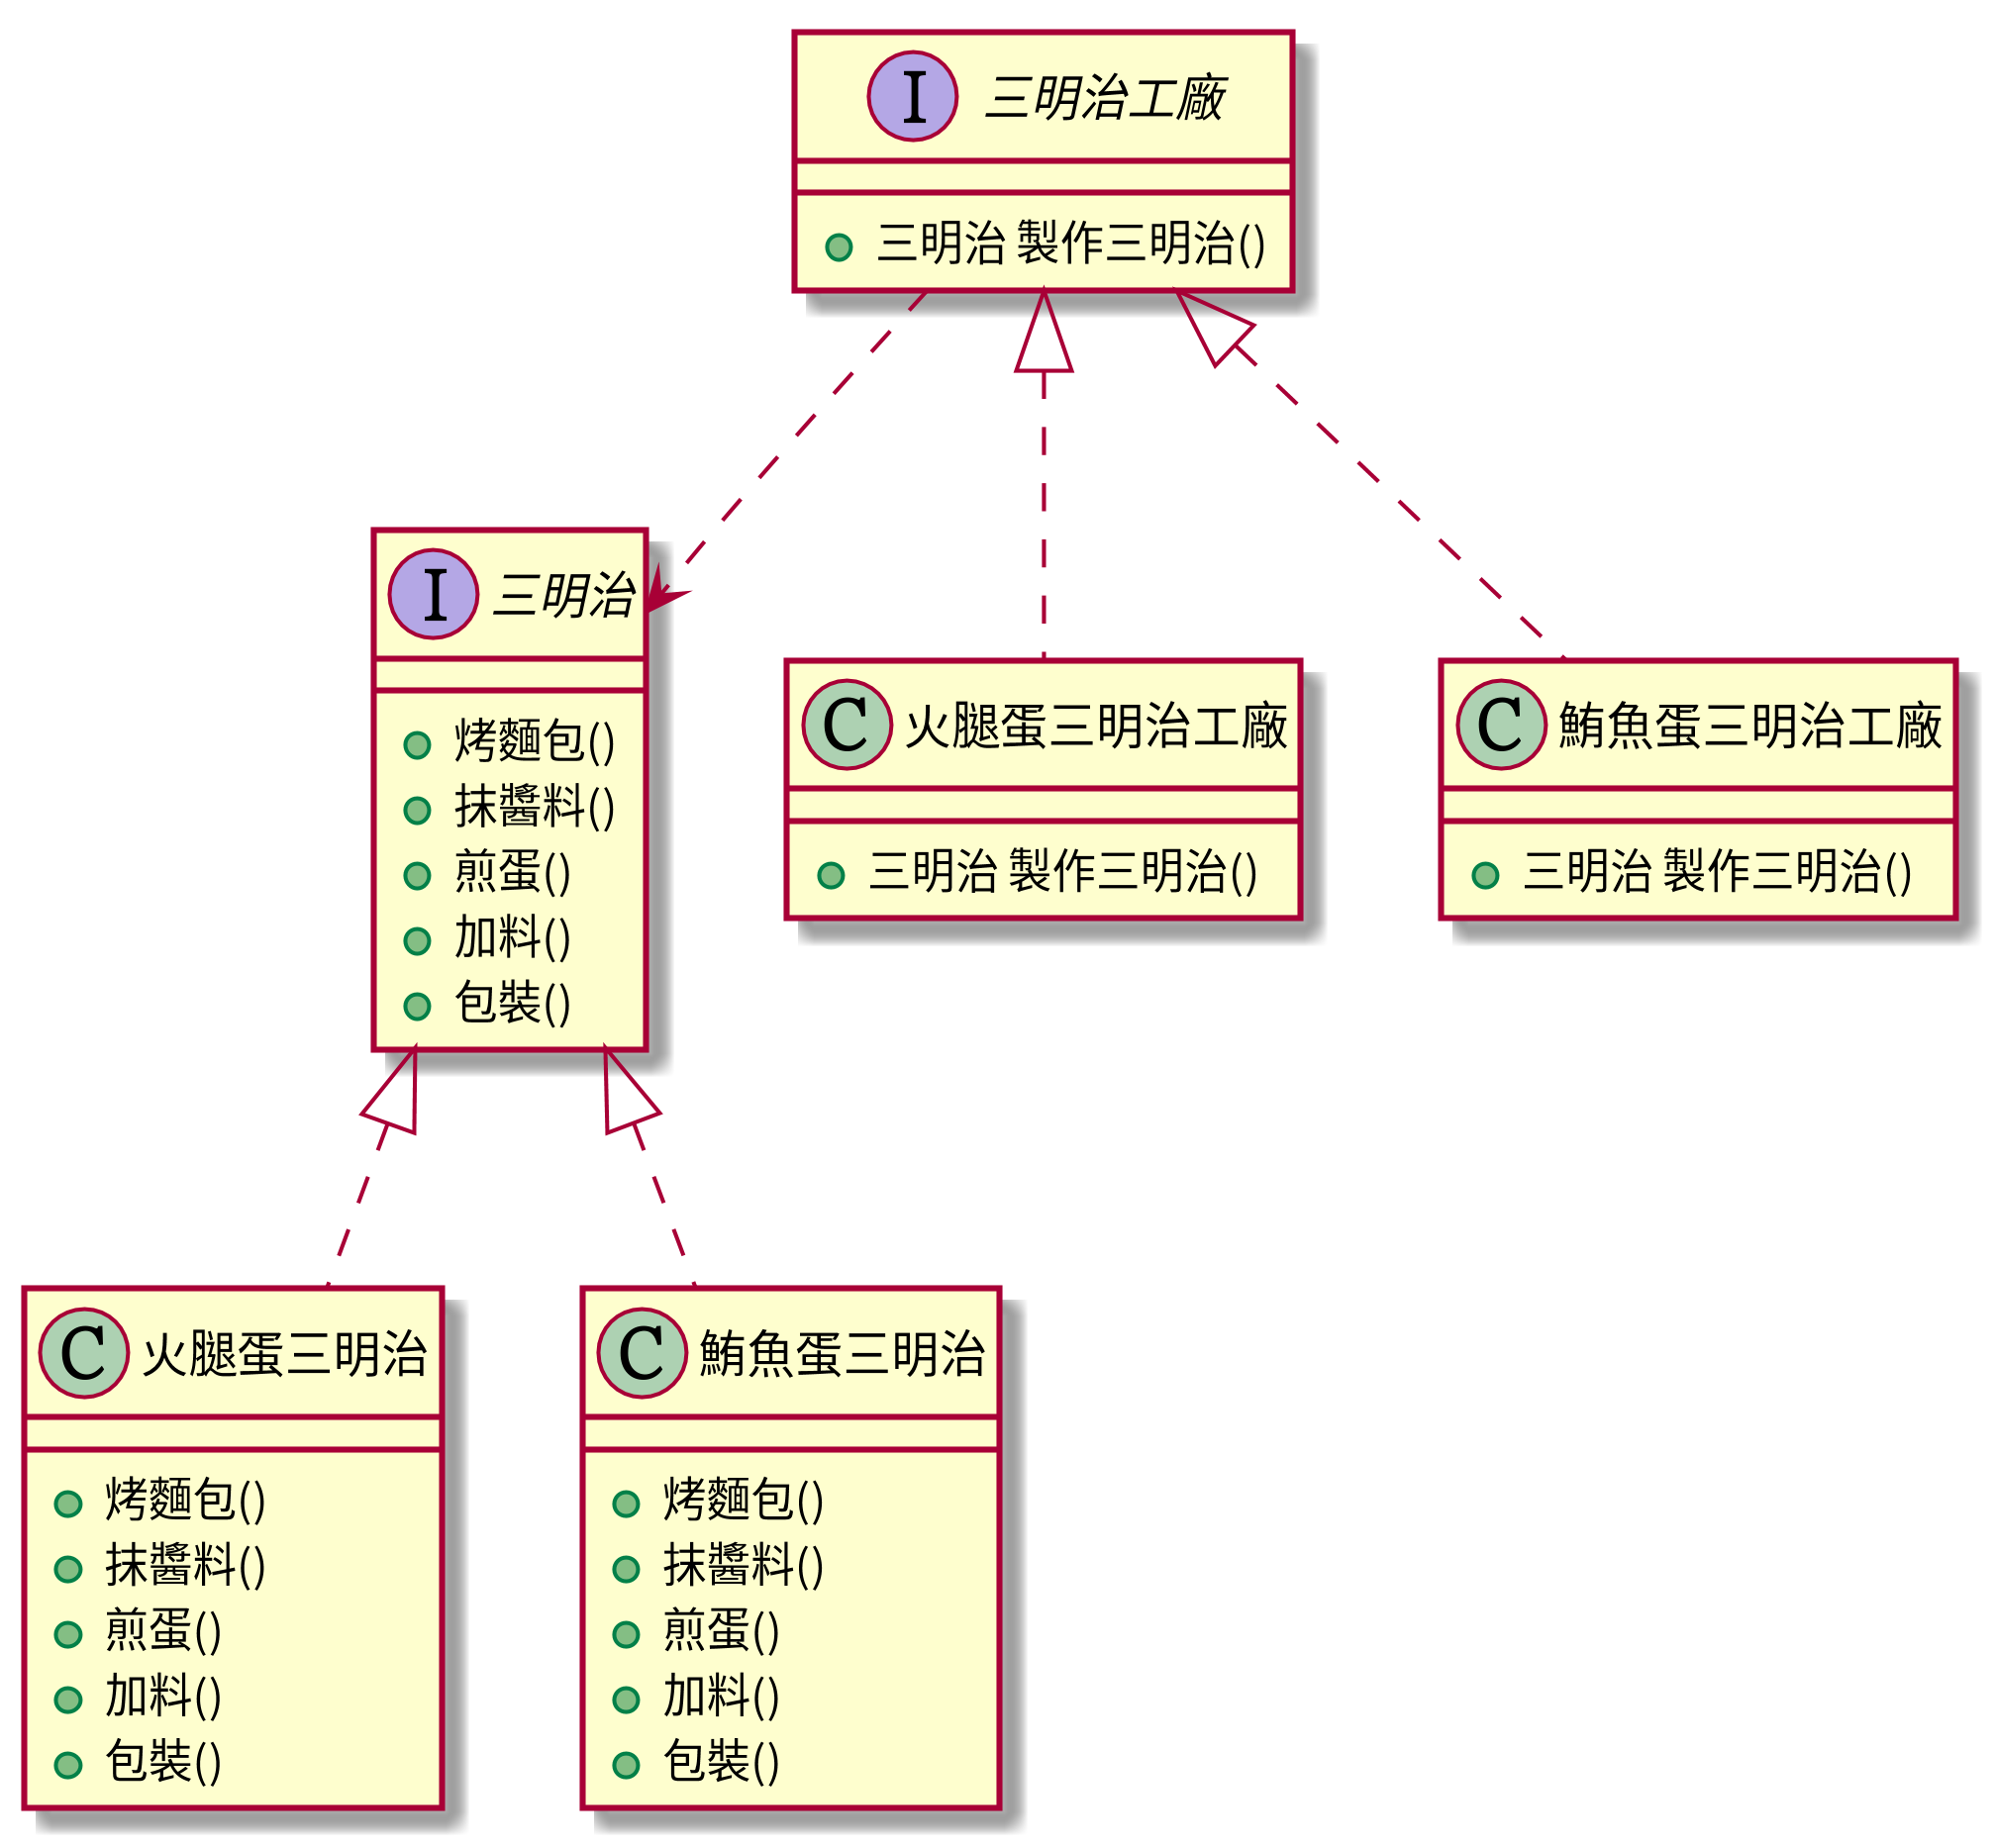 I 三明治工廠
三明治 製作三明治()
I 三明治
烤麵包()
抹醬料()
煎蛋()
加料()
包裝()
C 火腿蛋三明治工廠
三明治 製作三明治()
C 鮪魚蛋三明治工廠
三明治 製作三明治()
C 火腿蛋三明治
烤麵包()
抹醬料()
煎蛋()
加料()
包裝()
C 鮪魚蛋三明治
烤麵包()
抹醬料()
煎蛋()
加料()
包裝()